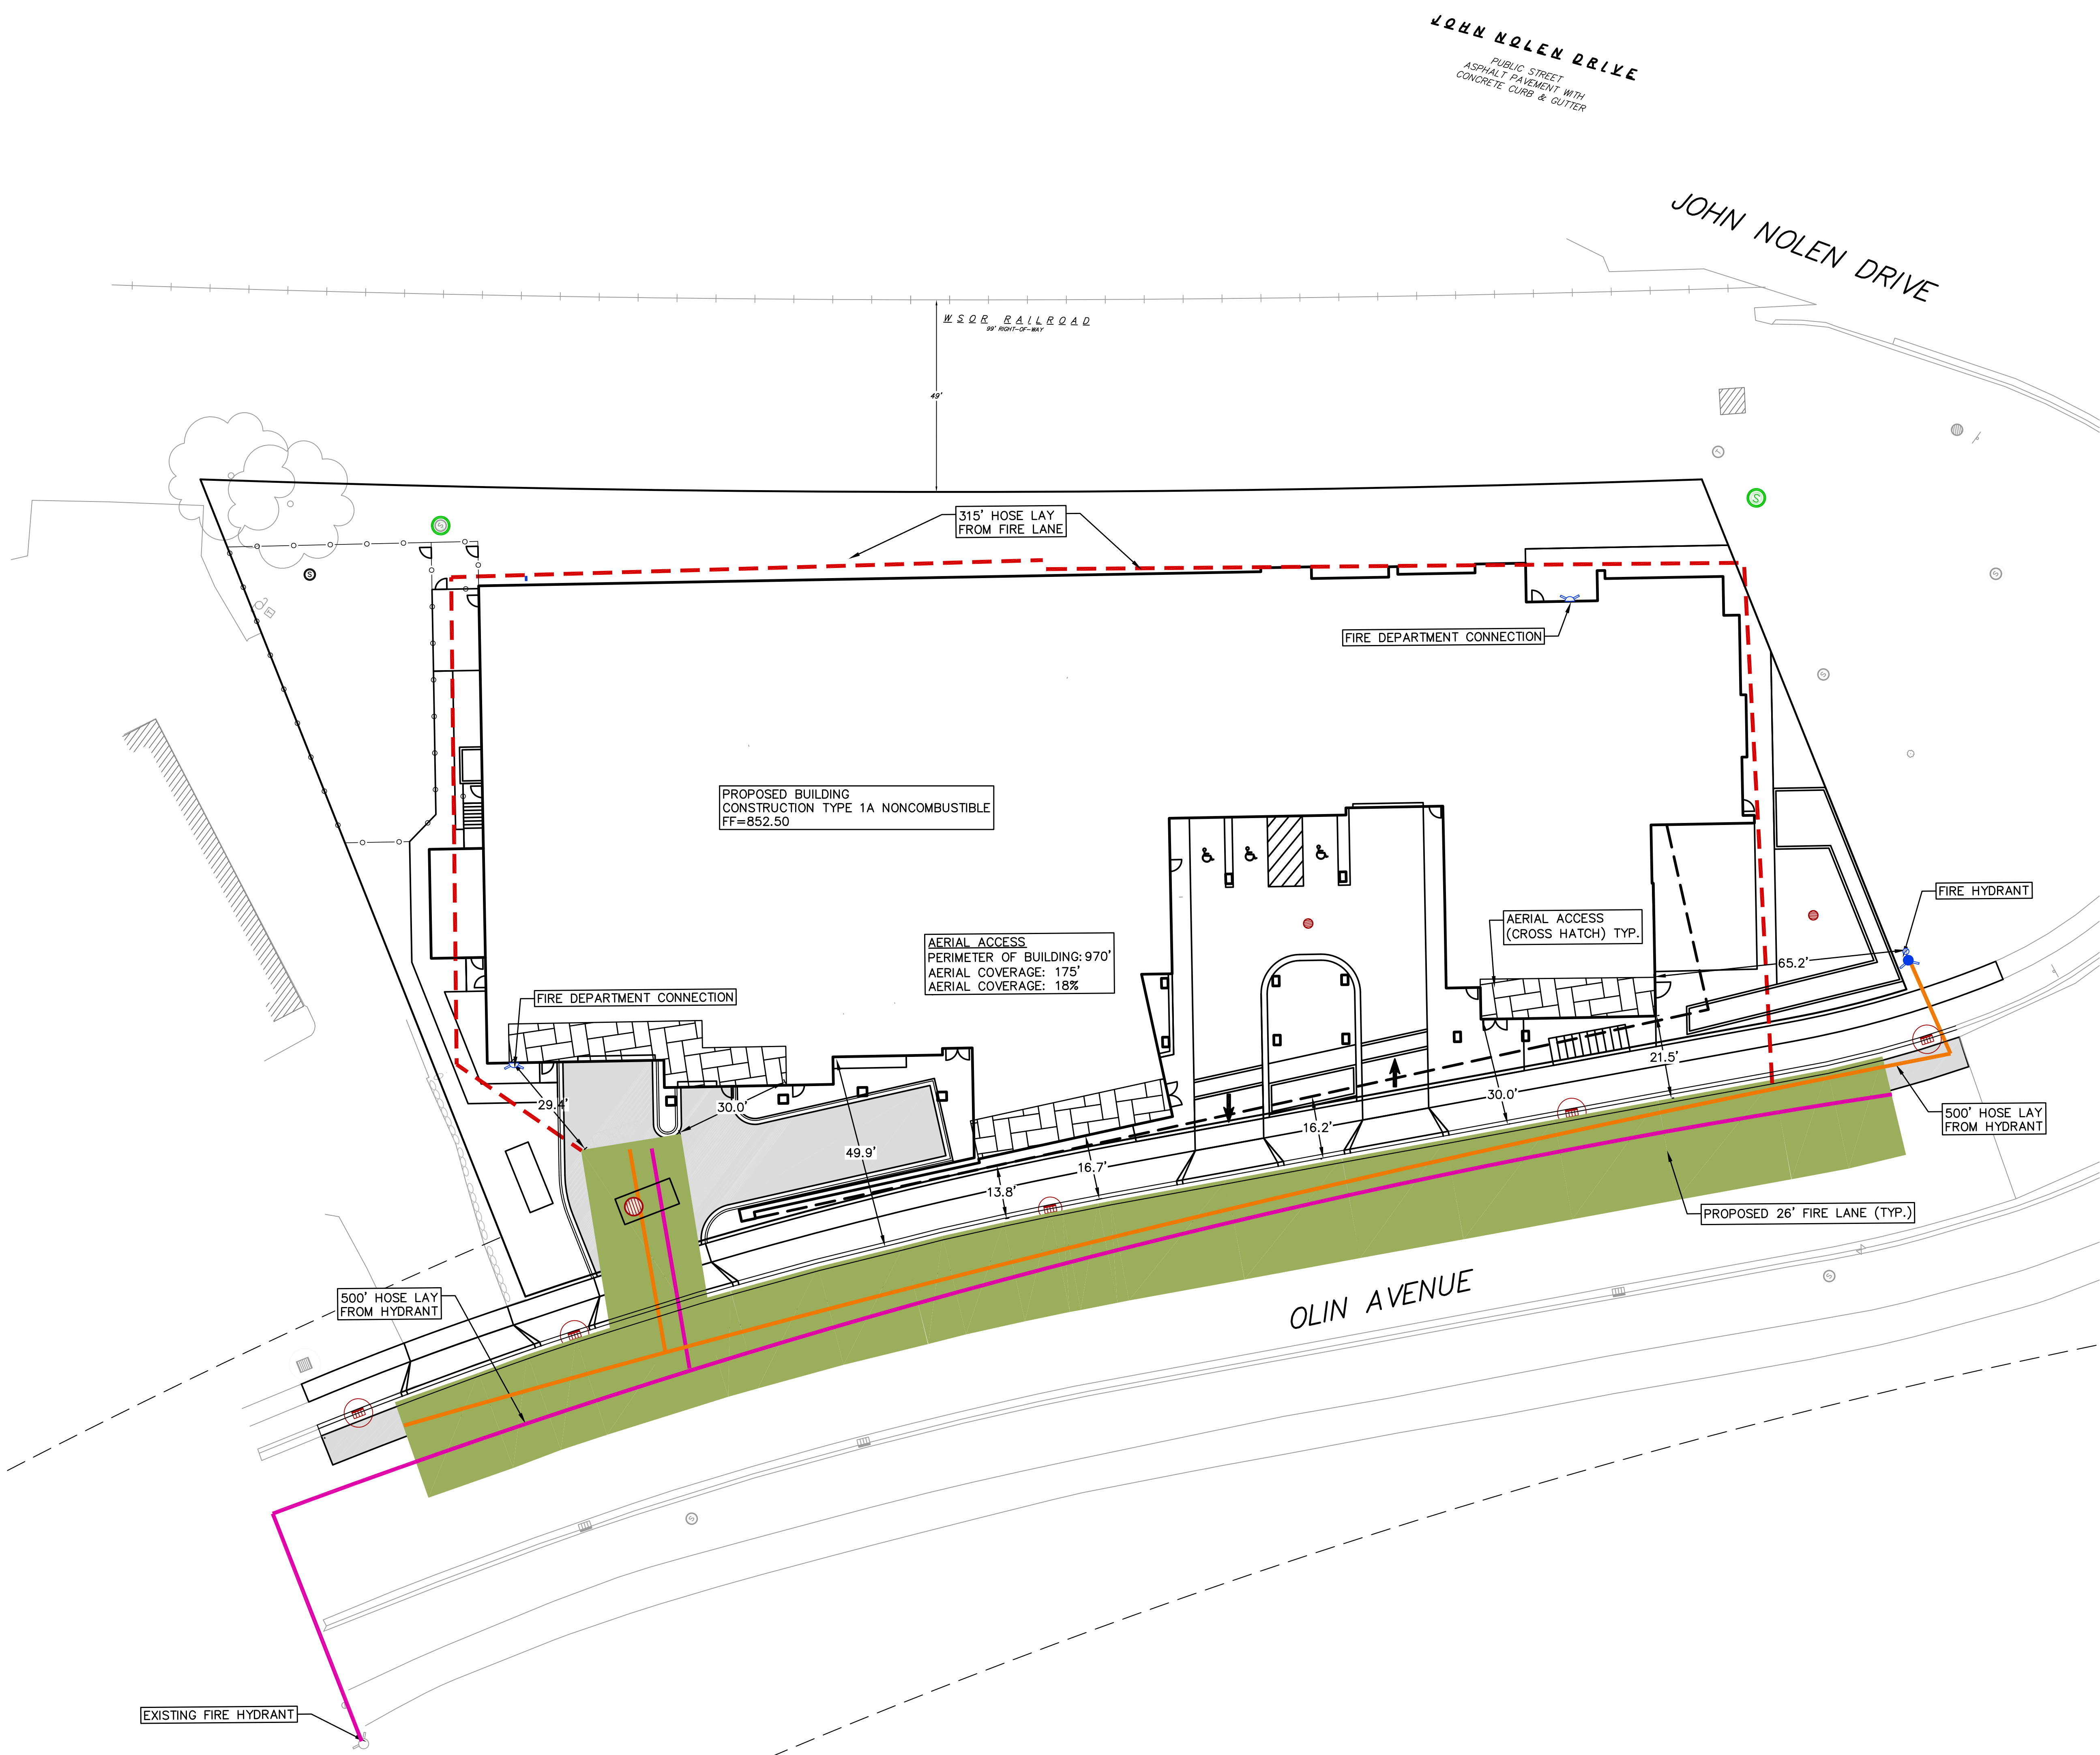 JOHN NOLEN DRIVE
PUBLIC STREET
ASPHALT PAVEMENT WITH
CONCRETE CURB & GUTTER
JOHN NOLEN DRIVE
WSOR RAILROAD
99' RIGHT-OF-WAY
49'
315' HOSE LAY
FROM FIRE LANE
S
S
S
T
S
S
FIRE DEPARTMENT CONNECTION
PROPOSED BUILDING
CONSTRUCTION TYPE 1A NONCOMBUSTIBLE
FF=852.50
FIRE HYDRANT
AERIAL ACCESS
(CROSS HATCH) TYP.
AERIAL ACCESS
PERIMETER OF BUILDING: 970'
AERIAL COVERAGE: 175'
AERIAL COVERAGE: 18%
65.2'
FIRE DEPARTMENT CONNECTION
21.5'
29.4'
30.0'
30.0'
500' HOSE LAY
FROM HYDRANT
16.2'
49.9'
16.7'
13.8'
PROPOSED 26' FIRE LANE (TYP.)
S
500' HOSE LAY
FROM HYDRANT
OLIN AVENUE
S
EXISTING FIRE HYDRANT